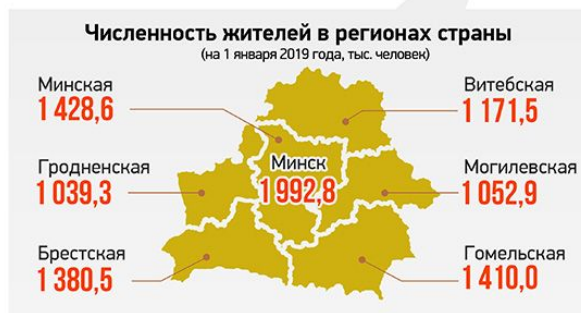 Численность жителей в регионах страны
(на 1 января 2019 года, тыс. человек)
Минская
1 428,6
Витебская
1 171,5
Гродненская
1 039,3
Минск
1 992,8
Могилевская
1 052,9
Брестская
1 380,5
Гомельская
1 410,0